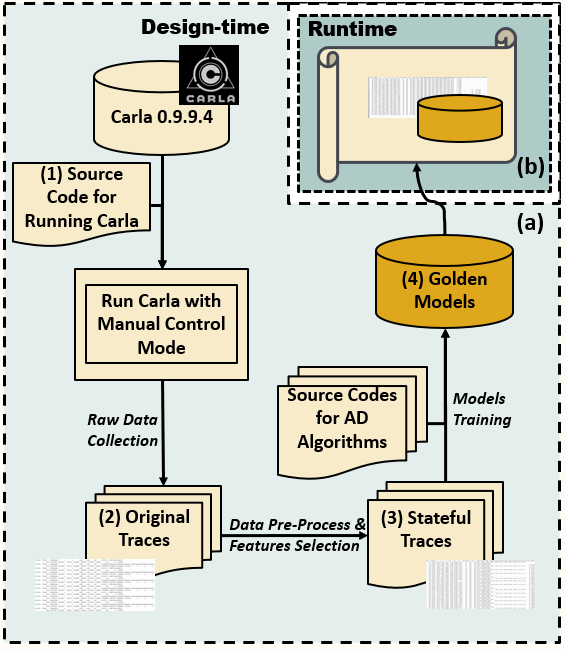 Design-time
Runtime
CARLA
Carla 0.9.9.4
(b)
(1) Source
Code for
Running Carla
(a)
(4) Golden
Models
Run Carla with
Manual Control
Mode
Source Codes
for AD
Algorithms
Models
Training
Raw Data
Collection
(2) Original
Traces
Data Pre-Process &
Features Selection
(3) Stateful
Traces